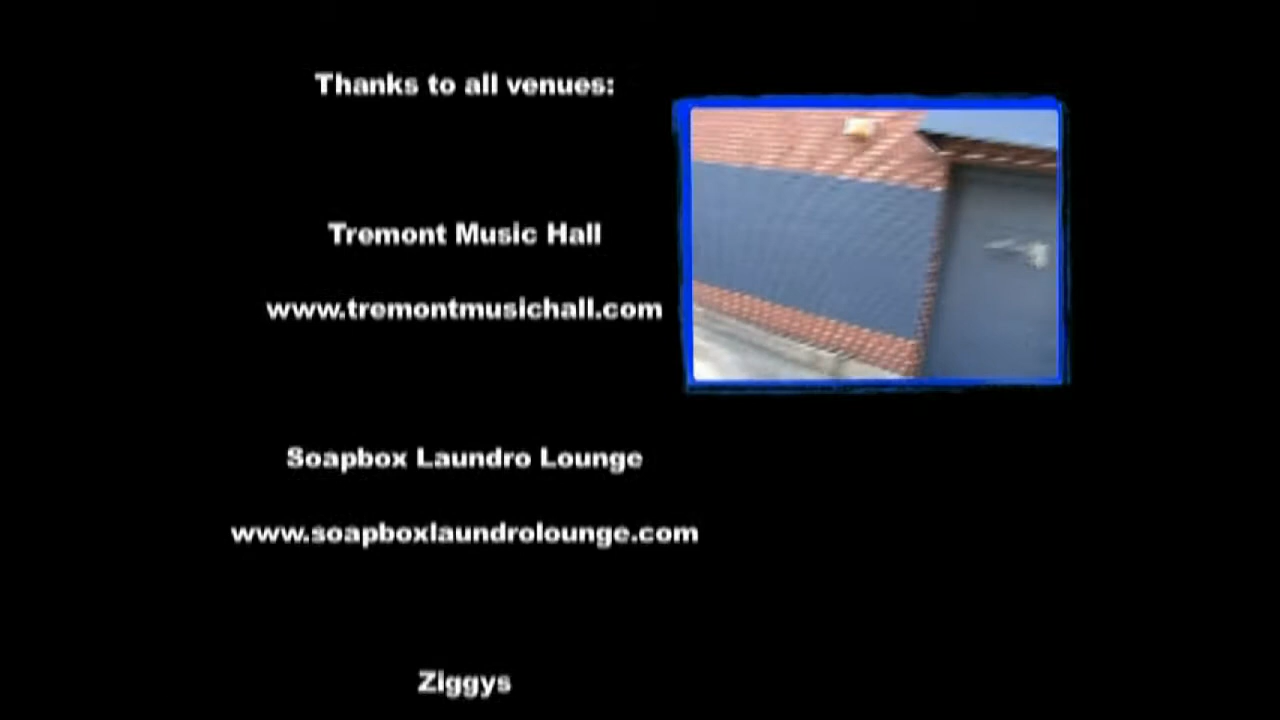 Thanks to all venues:
Tremont Music Hall
www.tremontmusichall.com
Soapbox Laundro Lounge
www.soapboxlaundrolounge.com
Ziggys